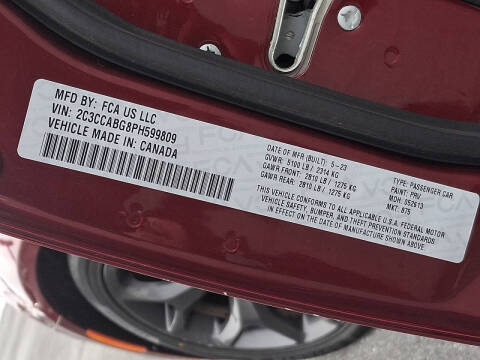 MFD BY: FCA US LLC
VIN: 2C3CCABG8PH599809
VEHICLE MADE IN: CANADA
DATE OF MFR (BUILT): 5-23
GVWR: 5100 LB / 2314 KG
GAWR FRONT: 2810 LB / 1275 KG
GAWR REAR: 2810 LB / 1275 KG
TYPE: PASSENGER CAR
PAINT: PRV
MDH: 052613
MKT: 875
THIS VEHICLE CONFORMS TO ALL APPLICABLE U.S.A. FEDERAL MOTOR
VEHICLE SAFETY, BUMPER, AND THEFT PREVENTION STANDARDS
IN EFFECT ON THE DATE OF MANUFACTURE SHOWN ABOVE